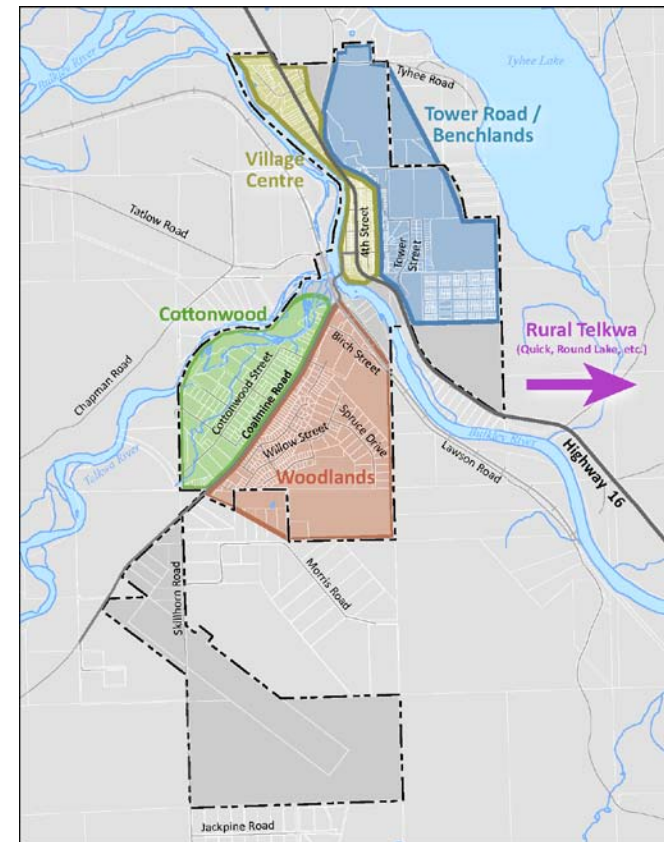 Bulkley River
Tyhee Lake
Tyhee Road
Tower Road /
Benchlands
Village
Centre
Tatlow Road
4th Street
Tower
Street
Cottonwood
Rural Telkwa
(Quick, Round Lake, etc.)
Birch Street
Chapman Road
Cottonwood Street
Coalmine Road
Willow Street
Spruce Drive
Bulkley River
Highway 16
Lawson Road
Telkwa River
Woodlands
Morris Road
Skillhorn Road
Jackpine Road